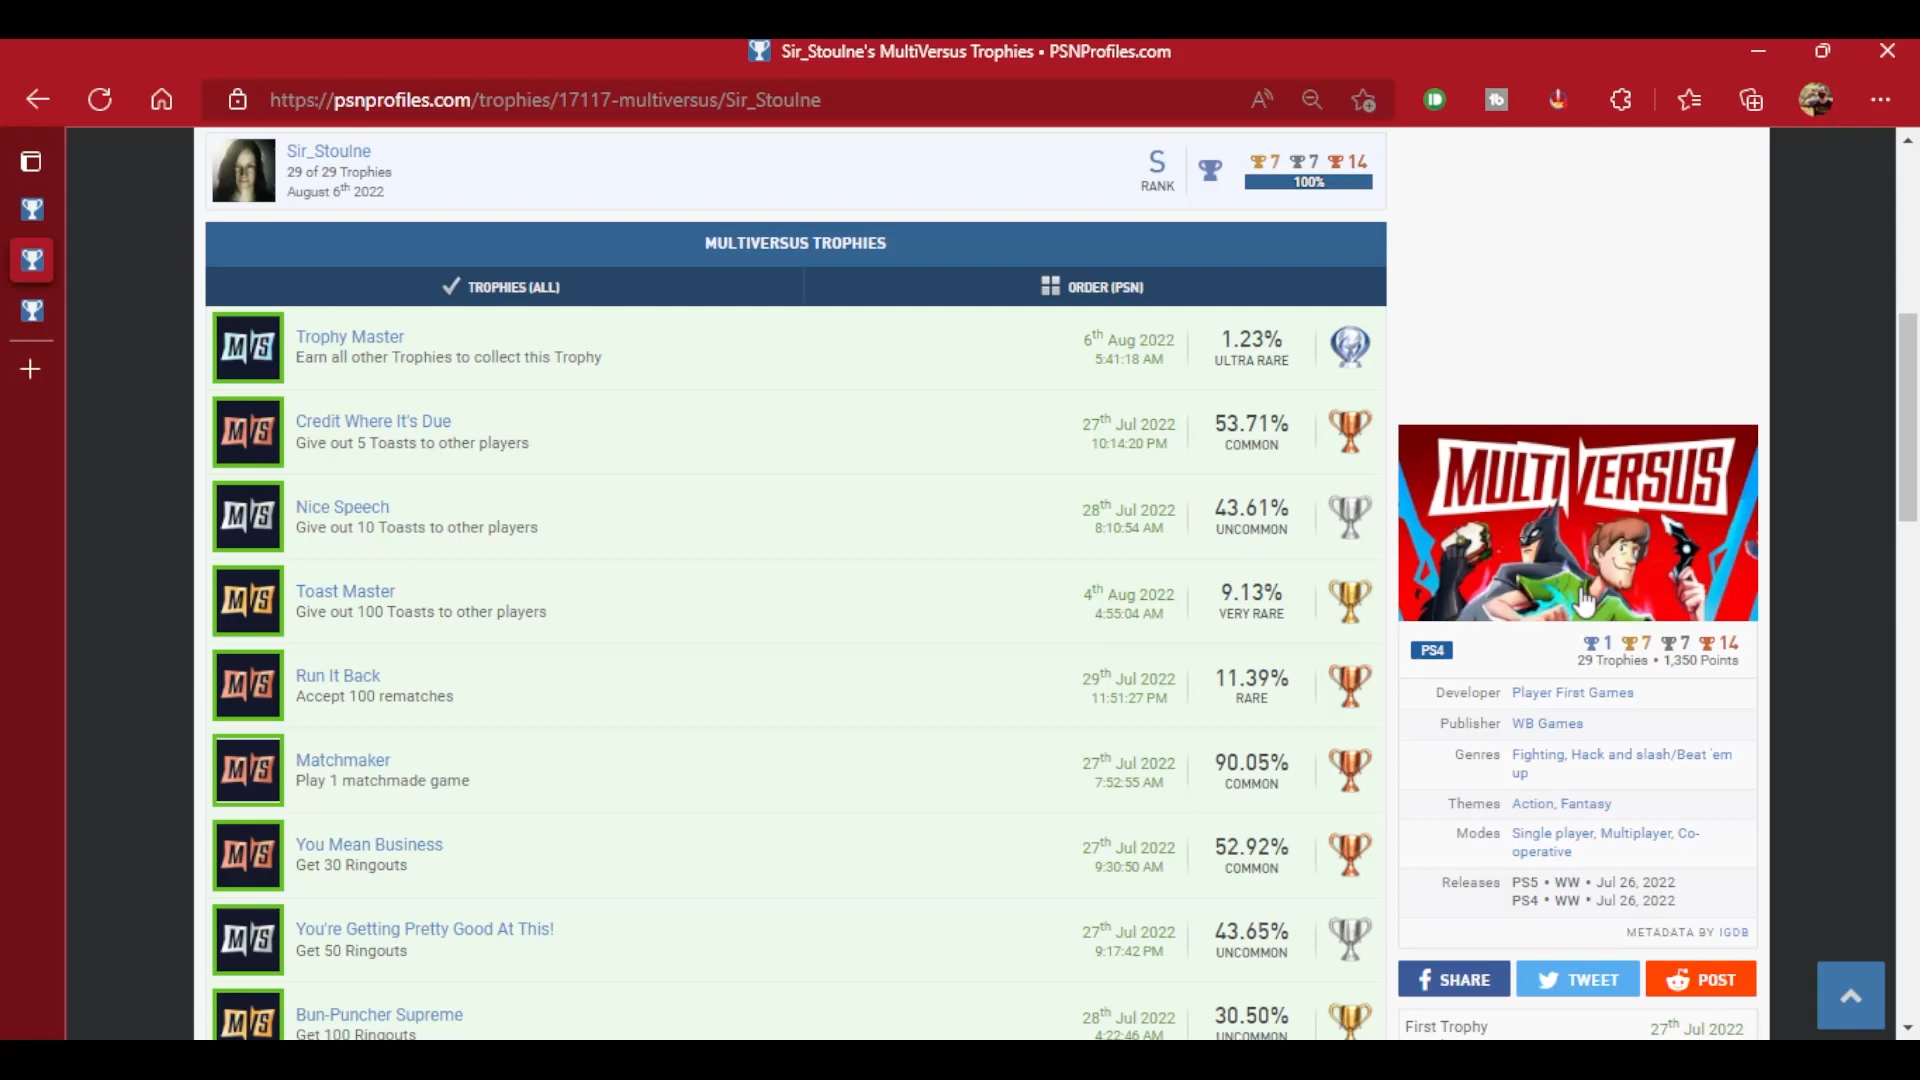 Sir_Stoulne's MultiVersus Trophies • PSNProfiles.com
https://psnprofiles.com/trophies/17117-multiversus/Sir_Stoulne
Sir_Stoulne
29 of 29 Trophies
August 6th 2022
S
RANK
7 7 14
100%
MULTIVERSUS TROPHIES
TROPHIES (ALL)
ORDER (PSN)
M/S
Trophy Master
Earn all other Trophies to collect this Trophy
6th Aug 2022
5:41:18 AM
1.23%
ULTRA RARE
M/S
Credit Where It's Due
Give out 5 Toasts to other players
27th Jul 2022
10:14:20 PM
53.71%
COMMON
M/S
Nice Speech
Give out 10 Toasts to other players
28th Jul 2022
8:10:54 AM
43.61%
UNCOMMON
M/S
Toast Master
Give out 100 Toasts to other players
4th Aug 2022
4:55:04 AM
9.13%
VERY RARE
M/S
Run It Back
Accept 100 rematches
29th Jul 2022
11:51:27 PM
11.39%
RARE
M/S
Matchmaker
Play 1 matchmade game
27th Jul 2022
7:52:55 AM
90.05%
COMMON
M/S
You Mean Business
Get 30 Ringouts
27th Jul 2022
9:30:50 AM
52.92%
COMMON
M/S
You're Getting Pretty Good At This!
Get 50 Ringouts
27th Jul 2022
9:17:42 PM
43.65%
UNCOMMON
M/S
Bun-Puncher Supreme
Get 100 Ringouts
28th Jul 2022
4:22:46 AM
30.50%
UNCOMMON
MULTIVERSUS
PS4
1 7 7 14
29 Trophies • 1,350 Points
Developer Player First Games
Publisher WB Games
Genres Fighting, Hack and slash/Beat 'em
up
Themes Action, Fantasy
Modes Single player, Multiplayer, Co-
operative
Releases PS5 • WW • Jul 26, 2022
PS4 • WW • Jul 26, 2022
METADATA BY IGDB
SHARE
TWEET
POST
First Trophy 27th Jul 2022